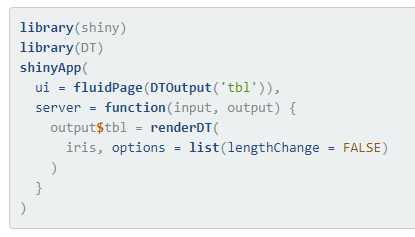 library(shiny)
library(DT)
shinyApp(
  ui = fluidPage(DTOutput('tbl')),
  server = function(input, output) {
    output$tbl = renderDT(
      iris, options = list(lengthChange = FALSE)
    )
  }
)